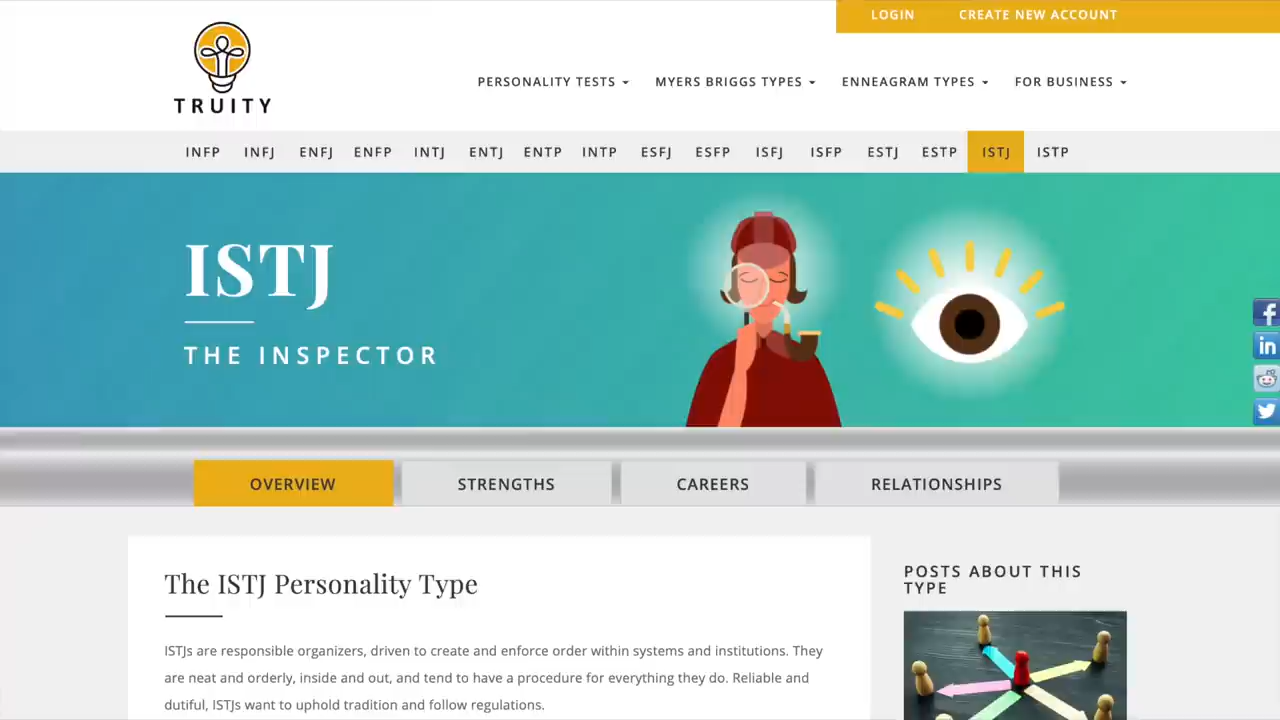 LOGIN CREATE NEW ACCOUNT
TRUITY
PERSONALITY TESTS MYERS BRIGGS TYPES ENNEAGRAM TYPES FOR BUSINESS
INFP INFJ ENFJ ENFP INTJ ENTJ ENTP INTP ESFJ ESFP ISFJ ISFP ESTJ ESTP ISTJ ISTP
ISTJ
THE INSPECTOR
f
in
OVERVIEW STRENGTHS CAREERS RELATIONSHIPS
The ISTJ Personality Type
ISTJs are responsible organizers, driven to create and enforce order within systems and institutions. They
are neat and orderly, inside and out, and tend to have a procedure for everything they do. Reliable and
dutiful, ISTJs want to uphold tradition and follow regulations.
POSTS ABOUT THIS
TYPE